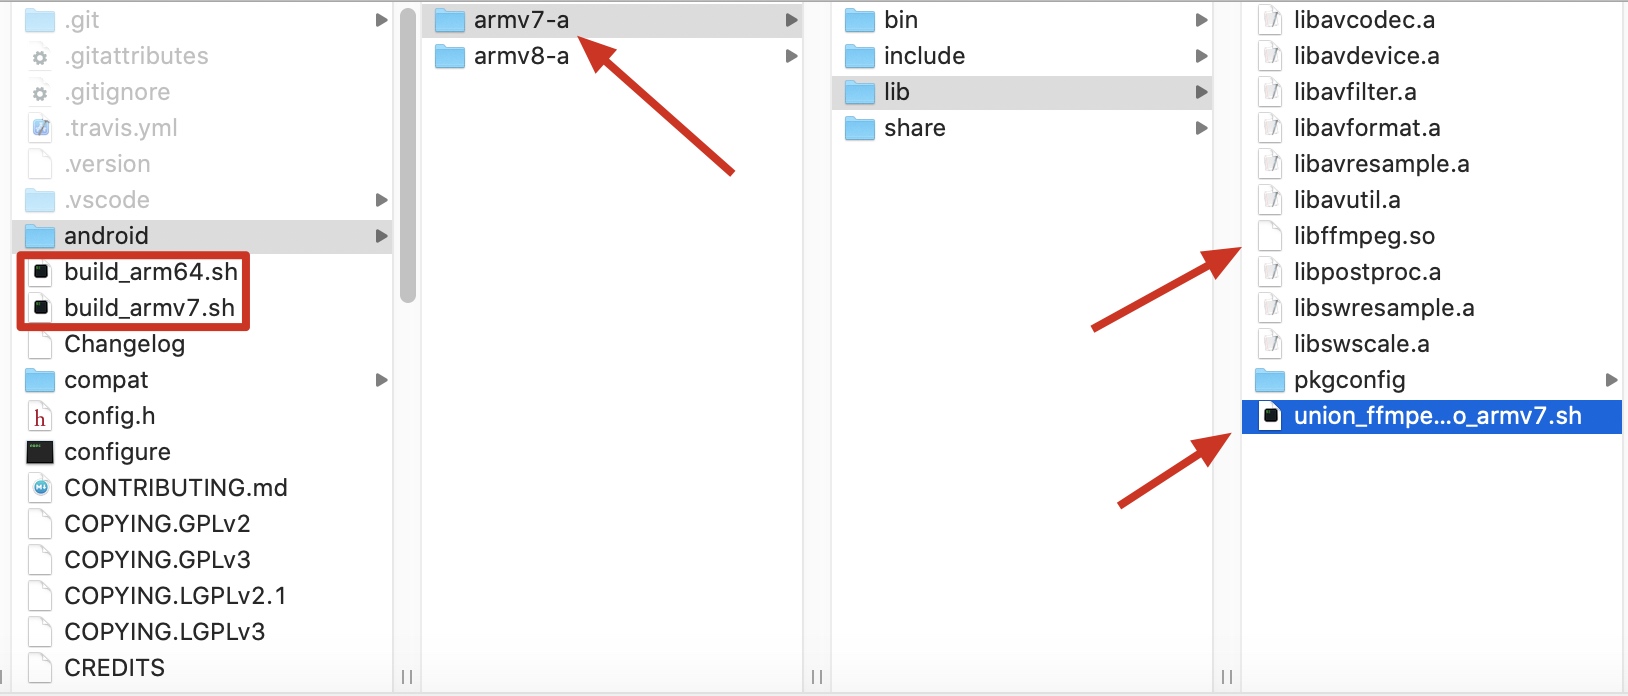 .git
.gitattributes
.gitignore
.travis.yml
.version
.vscode
android
build_arm64.sh
build_armv7.sh
Changelog
compat
config.h
configure
CONTRIBUTING.md
COPYING.GPLv2
COPYING.GPLv3
COPYING.LGPLv2.1
COPYING.LGPLv3
CREDITS
armv7-a
armv8-a
bin
include
lib
share
libavcodec.a
libavdevice.a
libavfilter.a
libavformat.a
libavresample.a
libavutil.a
libffmpeg.so
libpostproc.a
libswresample.a
libswscale.a
pkgconfig
union_ffmpe...o_armv7.sh